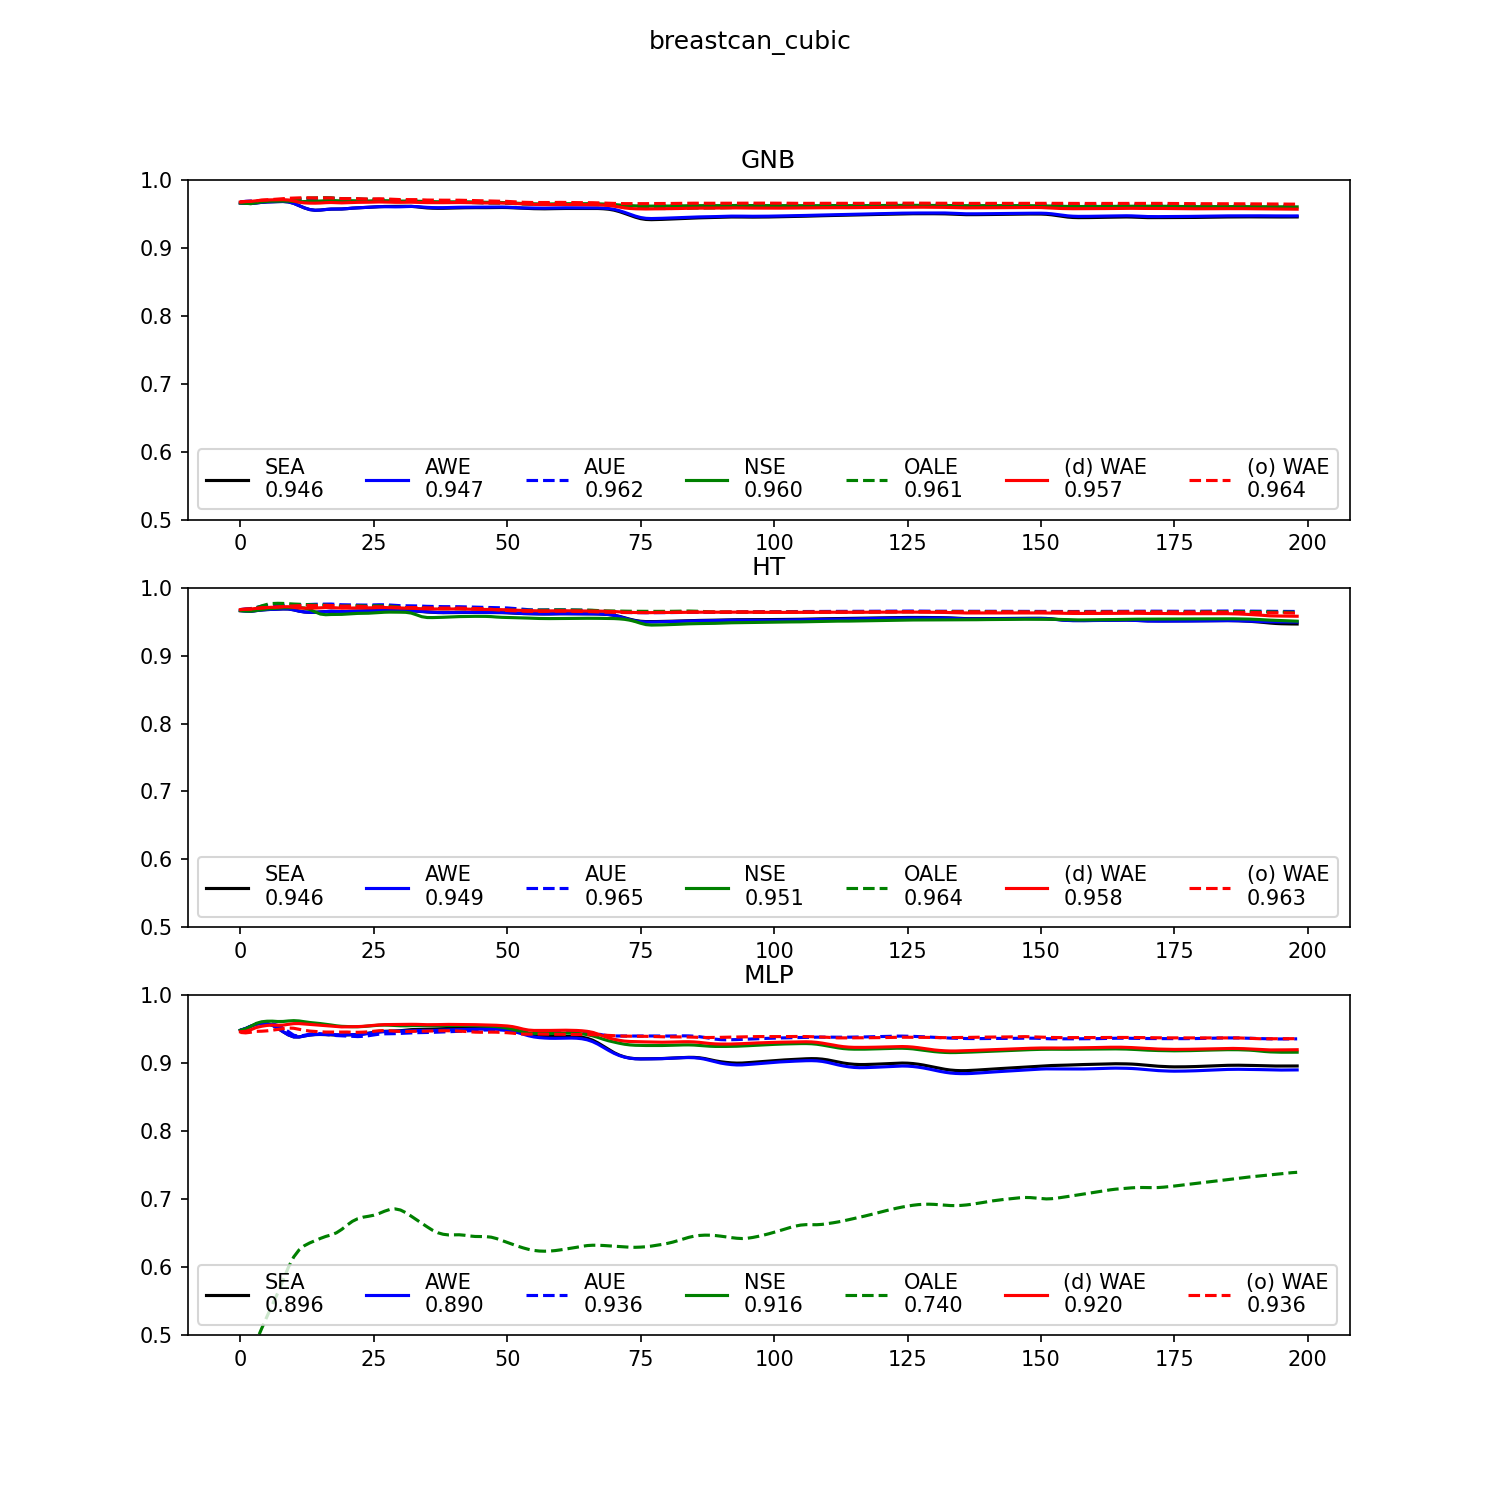 breastcan_cubic
GNB
1.0
0.9
0.8
0.7
0.6
0.5
SEA AWE AUE NSE OALE (d) WAE (o) WAE
0.946 0.947 0.962 0.960 0.961 0.957 0.964
0 25 50 75 100 125 150 175 200
HT
1.0
0.9
0.8
0.7
0.6
0.5
SEA AWE AUE NSE OALE (d) WAE (o) WAE
0.946 0.949 0.965 0.951 0.964 0.958 0.963
0 25 50 75 100 125 150 175 200
MLP
1.0
0.9
0.8
0.7
0.6
0.5
SEA AWE AUE NSE OALE (d) WAE (o) WAE
0.896 0.890 0.936 0.916 0.740 0.920 0.936
0 25 50 75 100 125 150 175 200